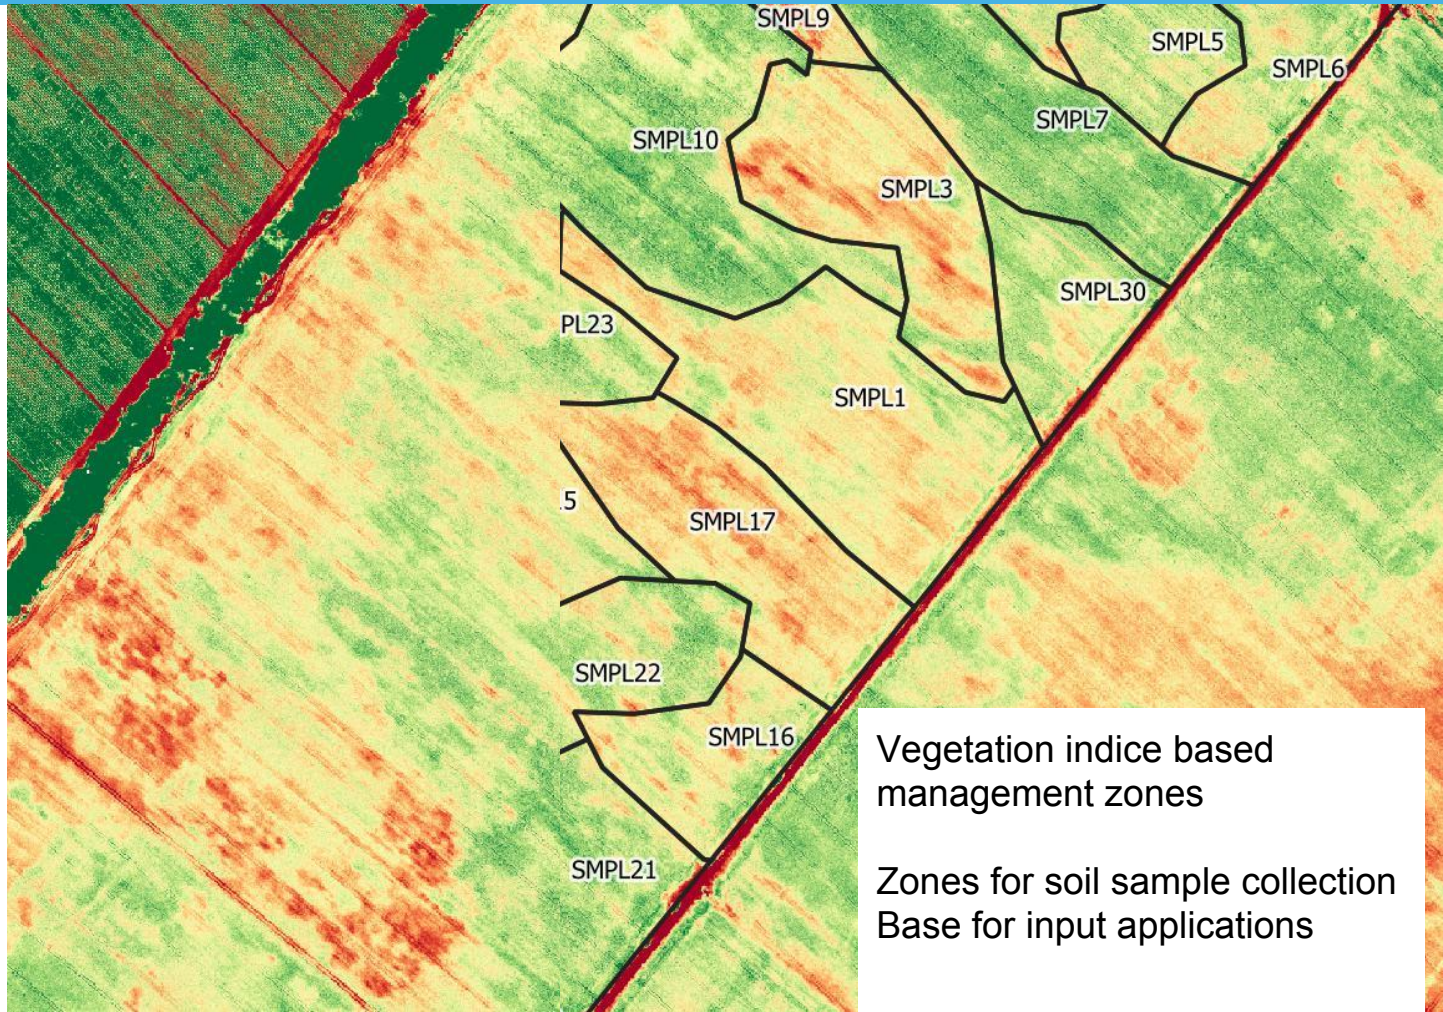 SMPL9
SMPL5
SMPL6
SMPL7
SMPL10
SMPL3
SMPL30
PL23
SMPL1
.5
SMPL17
SMPL22
SMPL16
SMPL21
Vegetation indice based
management zones
Zones for soil sample collection
Base for input applications